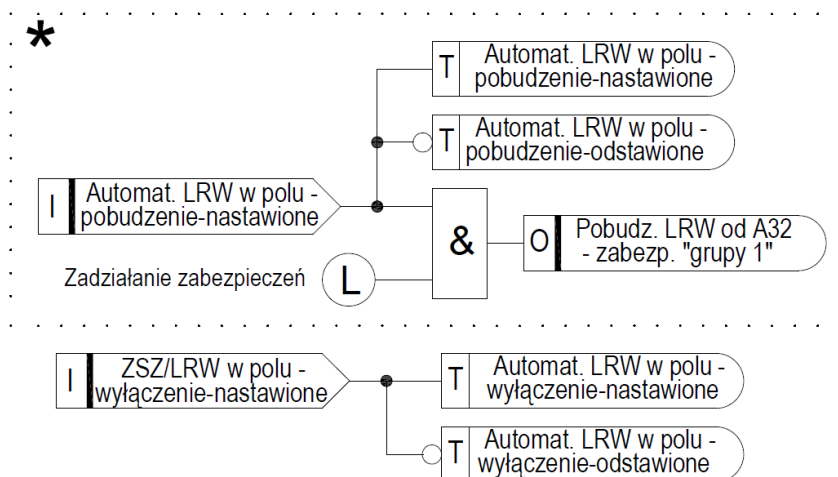 *
T
Automat. LRW w polu -
pobudzenie-nastawione
T
Automat. LRW w polu -
pobudzenie-odstawione
I
Automat. LRW w polu -
pobudzenie-nastawione
&
O
Pobudz. LRW od A32
- zabezp. "grupy 1"
Zadziałanie zabezpieczeń
L
I
ZSZ/LRW w polu -
wyłączenie-nastawione
T
Automat. LRW w polu -
wyłączenie-nastawione
T
Automat. LRW w polu -
wyłączenie-odstawione